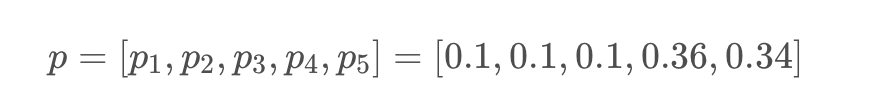 p = [p₁, p₂, p₃, p₄, p₅] = [0.1, 0.1, 0.1, 0.36, 0.34]